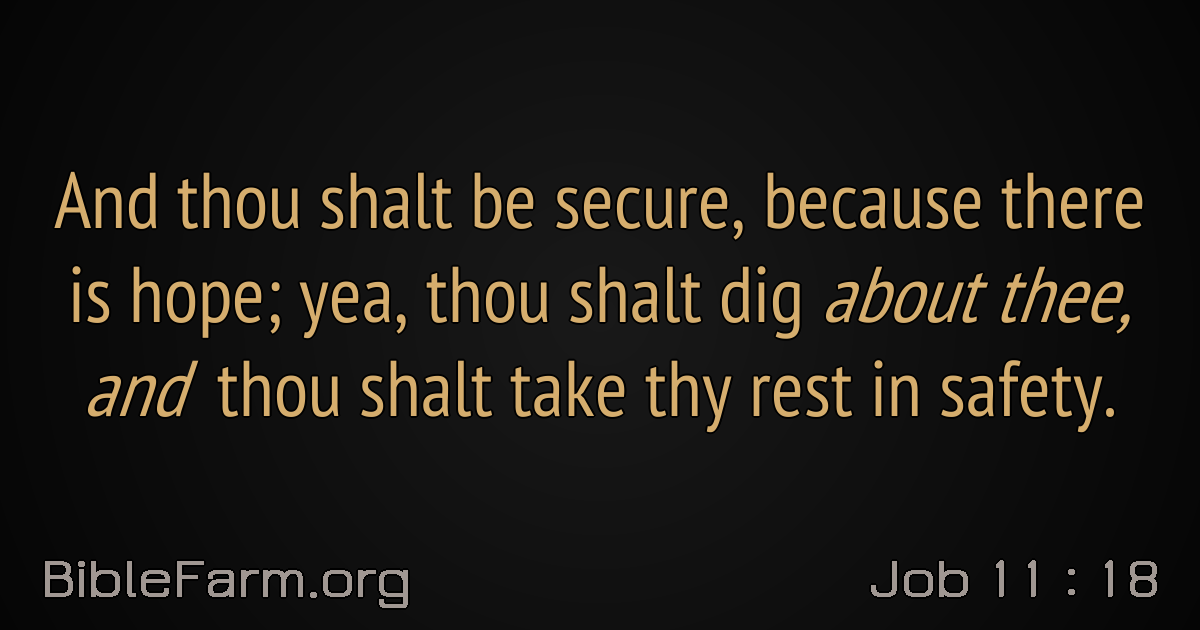 And thou shalt be secure, because there
is hope; yea, thou shalt dig about thee,
and thou shalt take thy rest in safety.
BibleFarm.org
Job 11 : 18